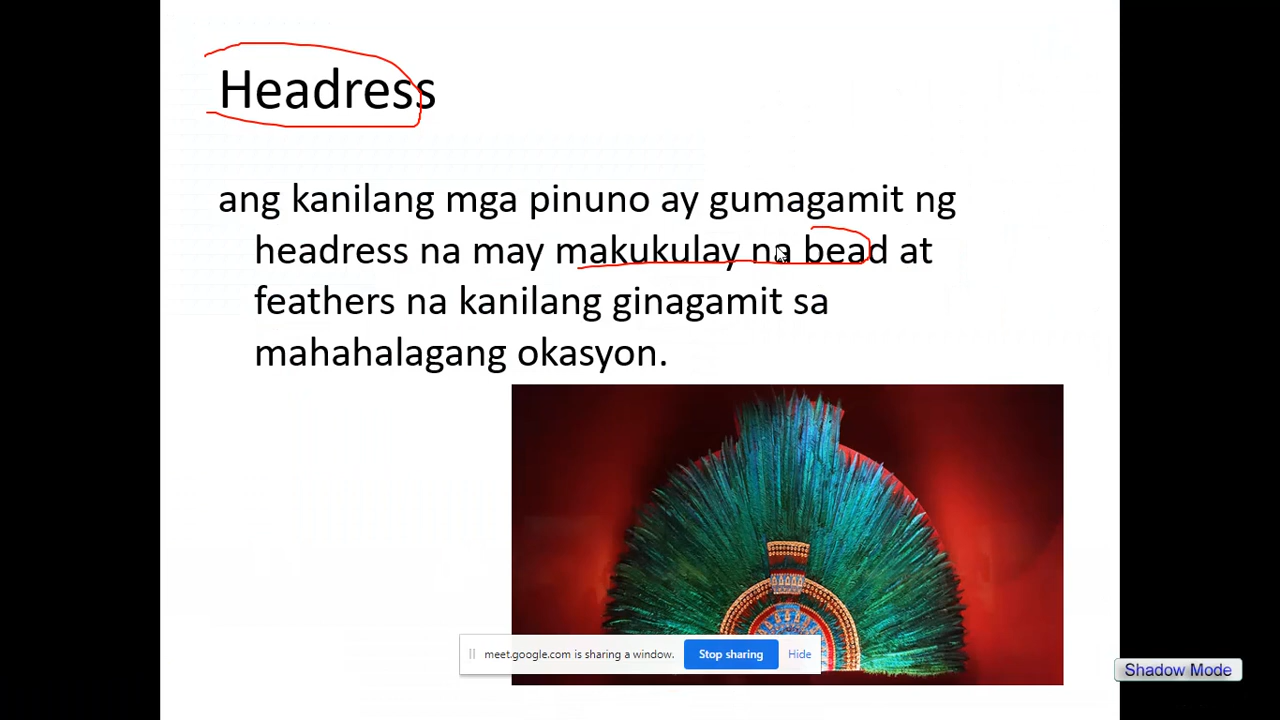 Headress
ang kanilang mga pinuno ay gumagamit ng
headress na may makukulay na bead at
feathers na kanilang ginagamit sa
mahahalagang okasyon.
meet.google.com is sharing a window. Stop sharing Hide
Shadow Mode